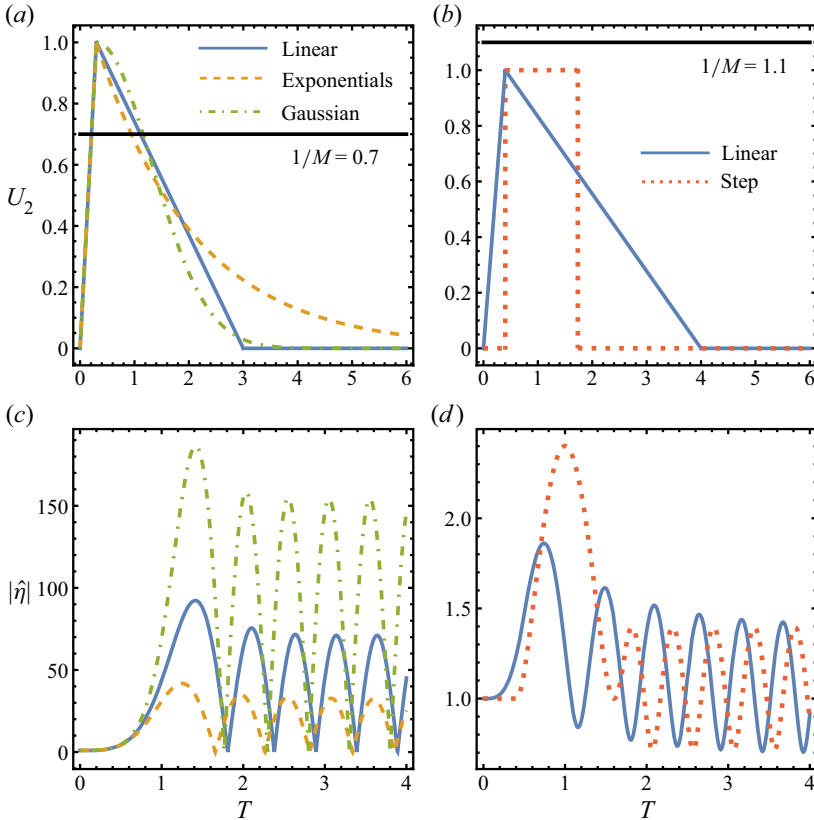 (a)
1.0
0.8
0.6
0.4
0.2
0
U₂
0 1 2 3 4 5 6
Linear
Exponentials
Gaussian
1/M = 0.7
(b)
1.0
0.8
0.6
0.4
0.2
0
0 1 2 3 4 5 6
1/M = 1.1
Linear
Step
(c)
150
100
50
0
|η̂|
0 1 2 3 4
T
(d)
2.0
1.5
1.0
0 1 2 3 4
T